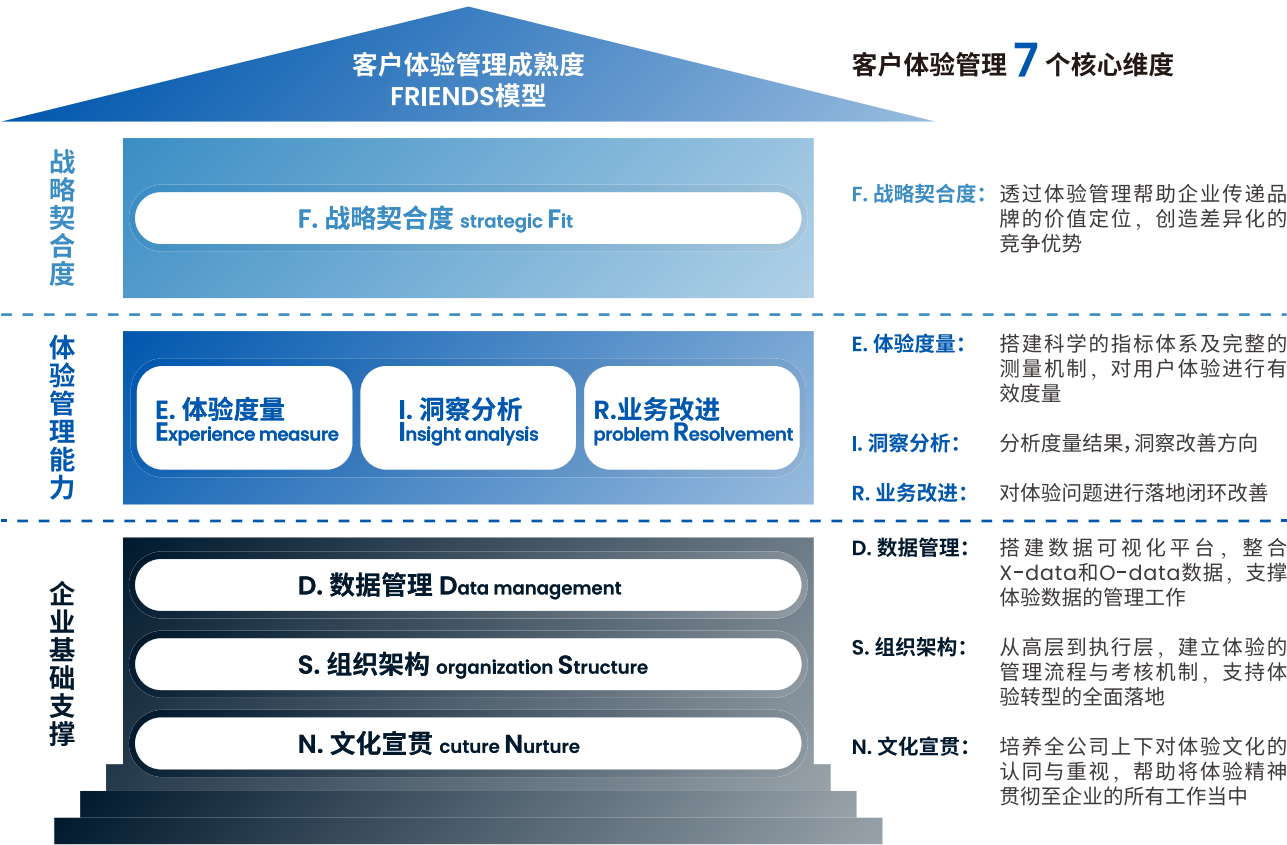 客户体验管理成熟度
FRIENDS模型
客户体验管理 7 个核心维度
战略契合度
F. 战略契合度 strategic Fit
F. 战略契合度：
透过体验管理帮助企业传递品
牌的价值定位，创造差异化的
竞争优势
体验管理能力
E. 体验度量
Experience measure
I. 洞察分析
Insight analysis
R.业务改进
problem Resolvement
E. 体验度量：
搭建科学的指标体系及完整的
测量机制，对用户体验进行有
效度量
I. 洞察分析：
分析度量结果，洞察改善方向
R. 业务改进：
对体验问题进行落地闭环改善
企业基础支撑
D. 数据管理 Data management
S. 组织架构 organization Structure
N. 文化宣贯 cuture Nurture
D. 数据管理：
搭建数据可视化平台，整合
X-data和O-data数据，支撑
体验数据的管理工作
S. 组织架构：
从高层到执行层，建立体验的
管理流程与考核机制，支持体
验转型的全面落地
N. 文化宣贯：
培养全公司上下对体验文化的
认同与重视，帮助将体验精神
贯彻至企业的所有工作当中